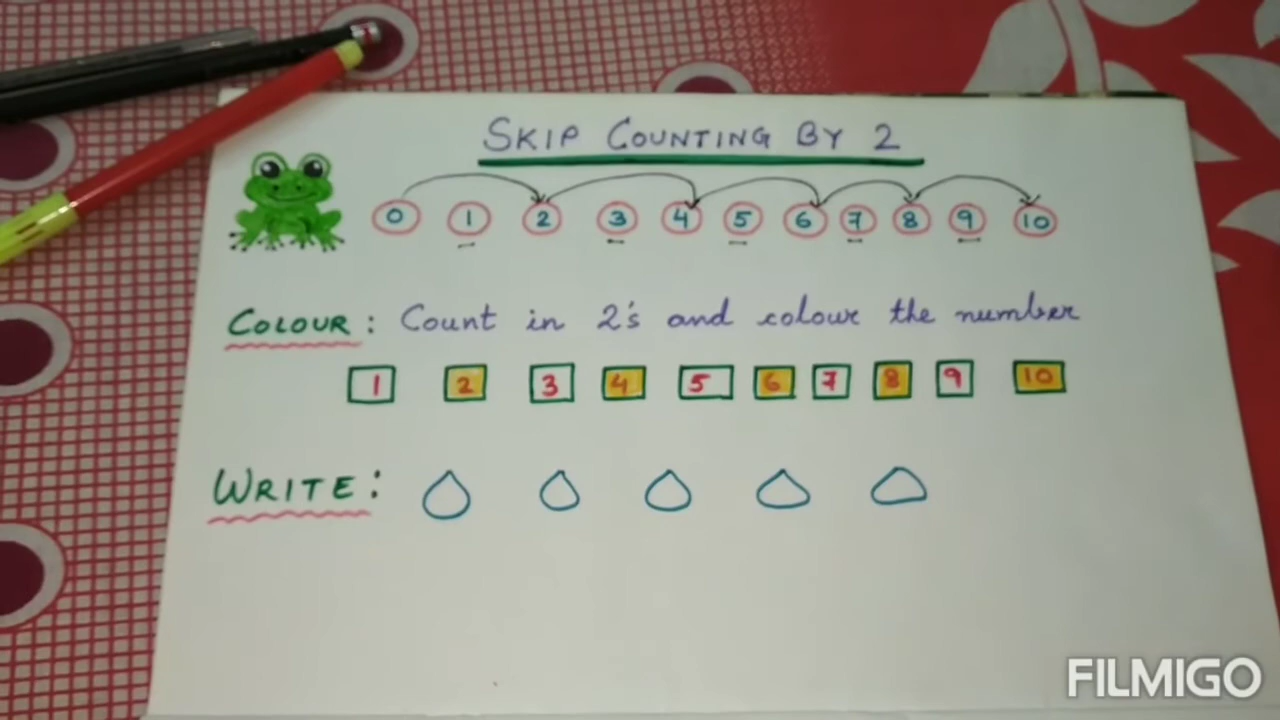 SKIP COUNTING BY 2
0 1 2 3 4 5 6 7 8 9 10
COLOUR: Count in 2's and colour the number
1 2 3 4 5 6 7 8 9 10
WRITE:
FILMIGO